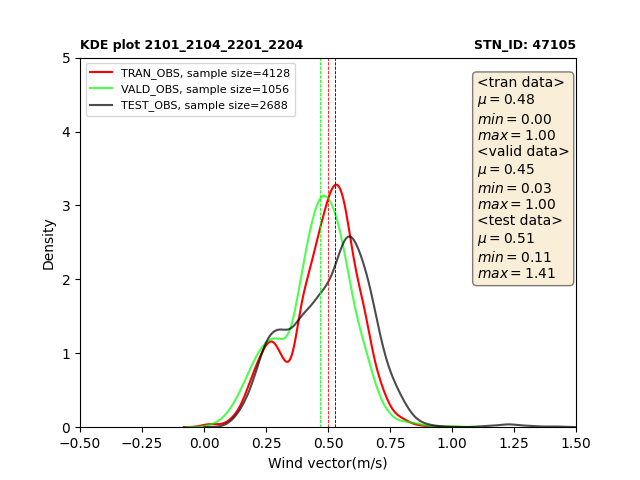 KDE plot 2101_2104_2201_2204 STN_ID: 47105
TRAN_OBS, sample size=4128
VALD_OBS, sample size=1056
TEST_OBS, sample size=2688
<tran data>
μ = 0.48
min = 0.00
max = 1.00
<valid data>
μ = 0.45
min = 0.03
max = 1.00
<test data>
μ = 0.51
min = 0.11
max = 1.41
Density
5
4
3
2
1
0
−0.50 −0.25 0.00 0.25 0.50 0.75 1.00 1.25 1.50
Wind vector(m/s)